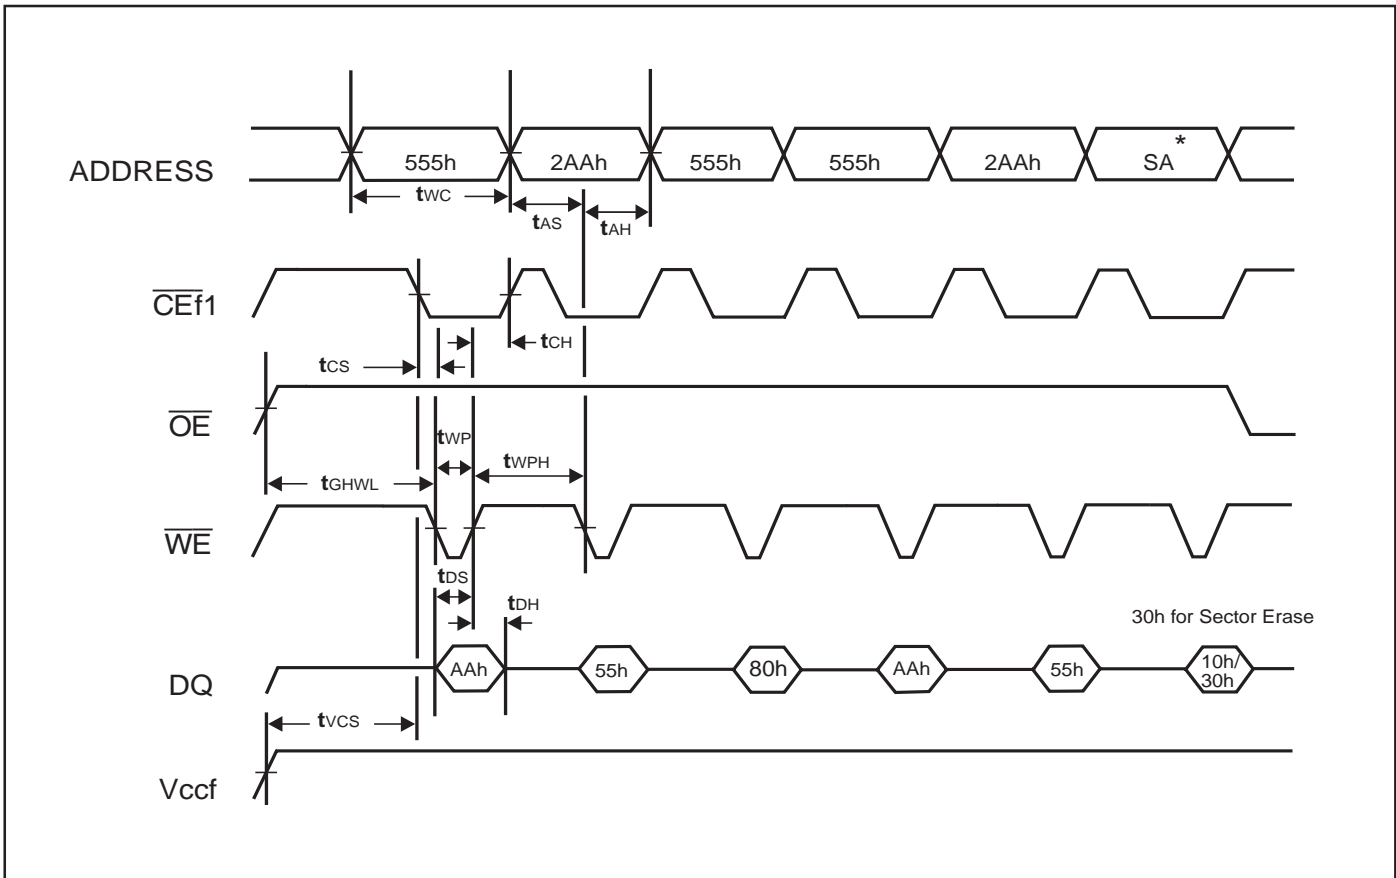 ADDRESS 555h 2AAh 555h 555h 2AAh SA*
tWC tAS tAH
CEf1
tCS tCH
OE
tWP tWPH
tGHWL
WE
tDS tDH
30h for Sector Erase
DQ AAh 55h 80h AAh 55h 10h/
30h
tVCS
Vccf